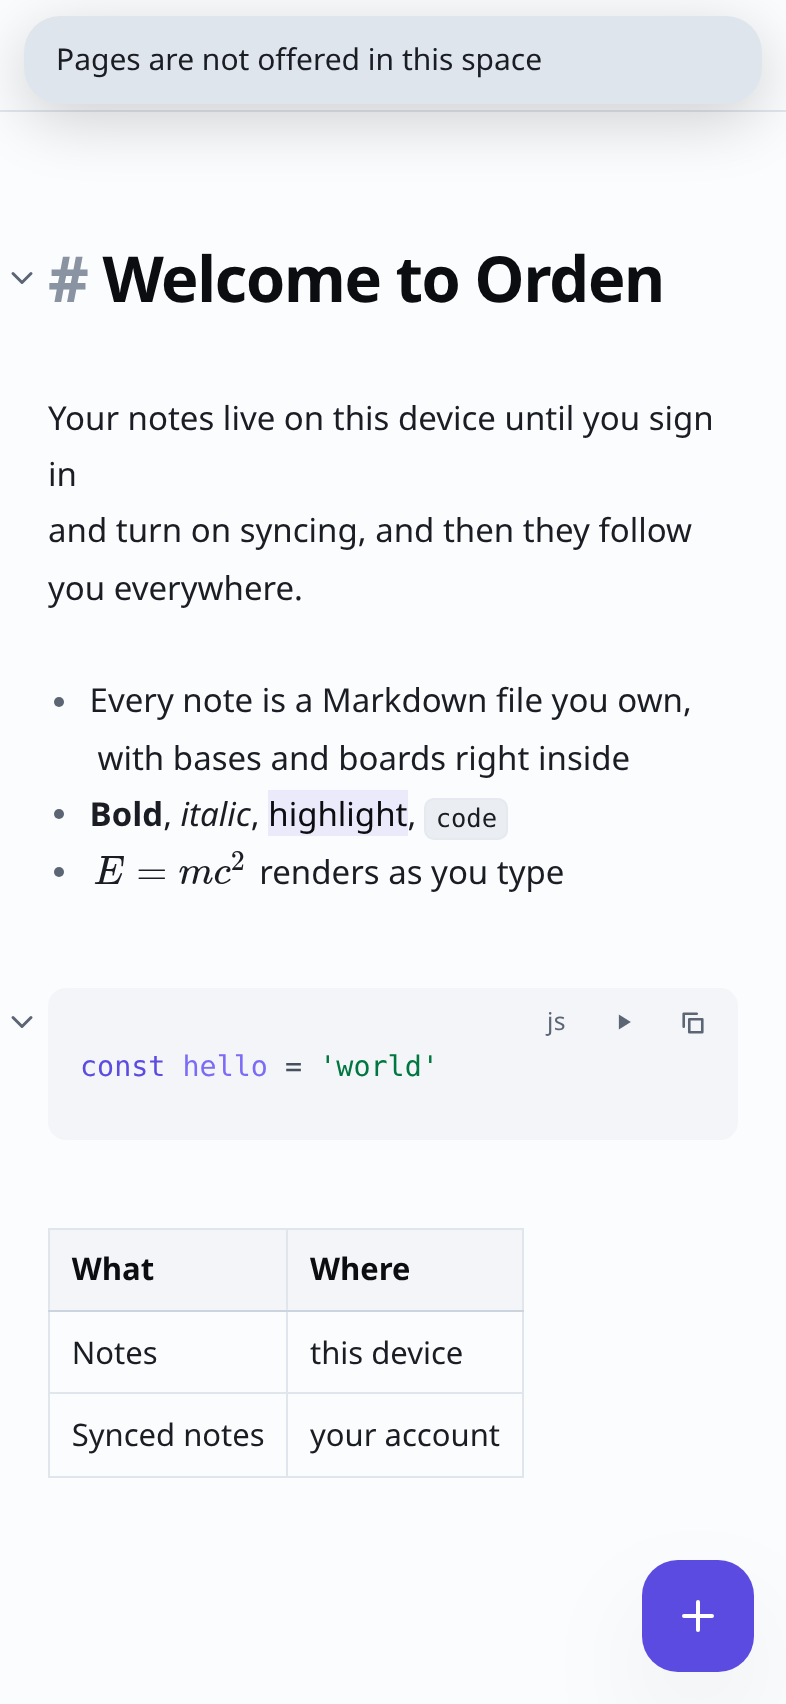 Pages are not offered in this space
# Welcome to Orden
Your notes live on this device until you sign
in
and turn on syncing, and then they follow
you everywhere.
• Every note is a Markdown file you own,
with bases and boards right inside
• Bold, italic, highlight, code
• E = mc² renders as you type
js
const hello = 'world'
What Where
Notes this device
Synced notes your account